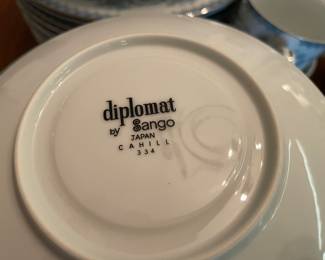 diplomat
by Sango
JAPAN
CAHILL
334